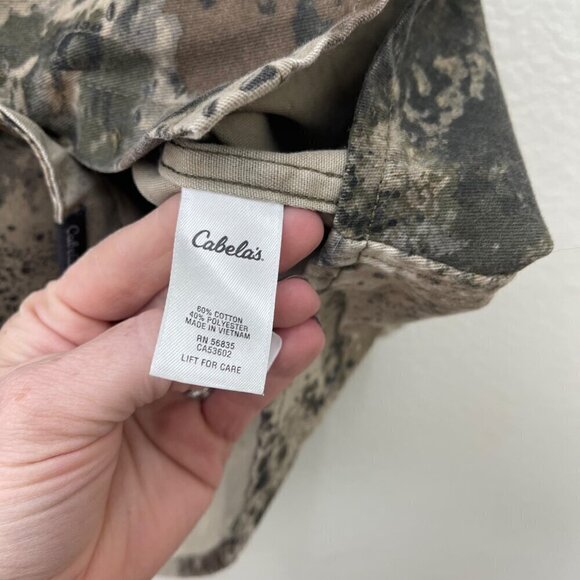 Cabela's
60% COTTON
40% POLYESTER
MADE IN VIETNAM
RN 56835
CA53602
LIFT FOR CARE